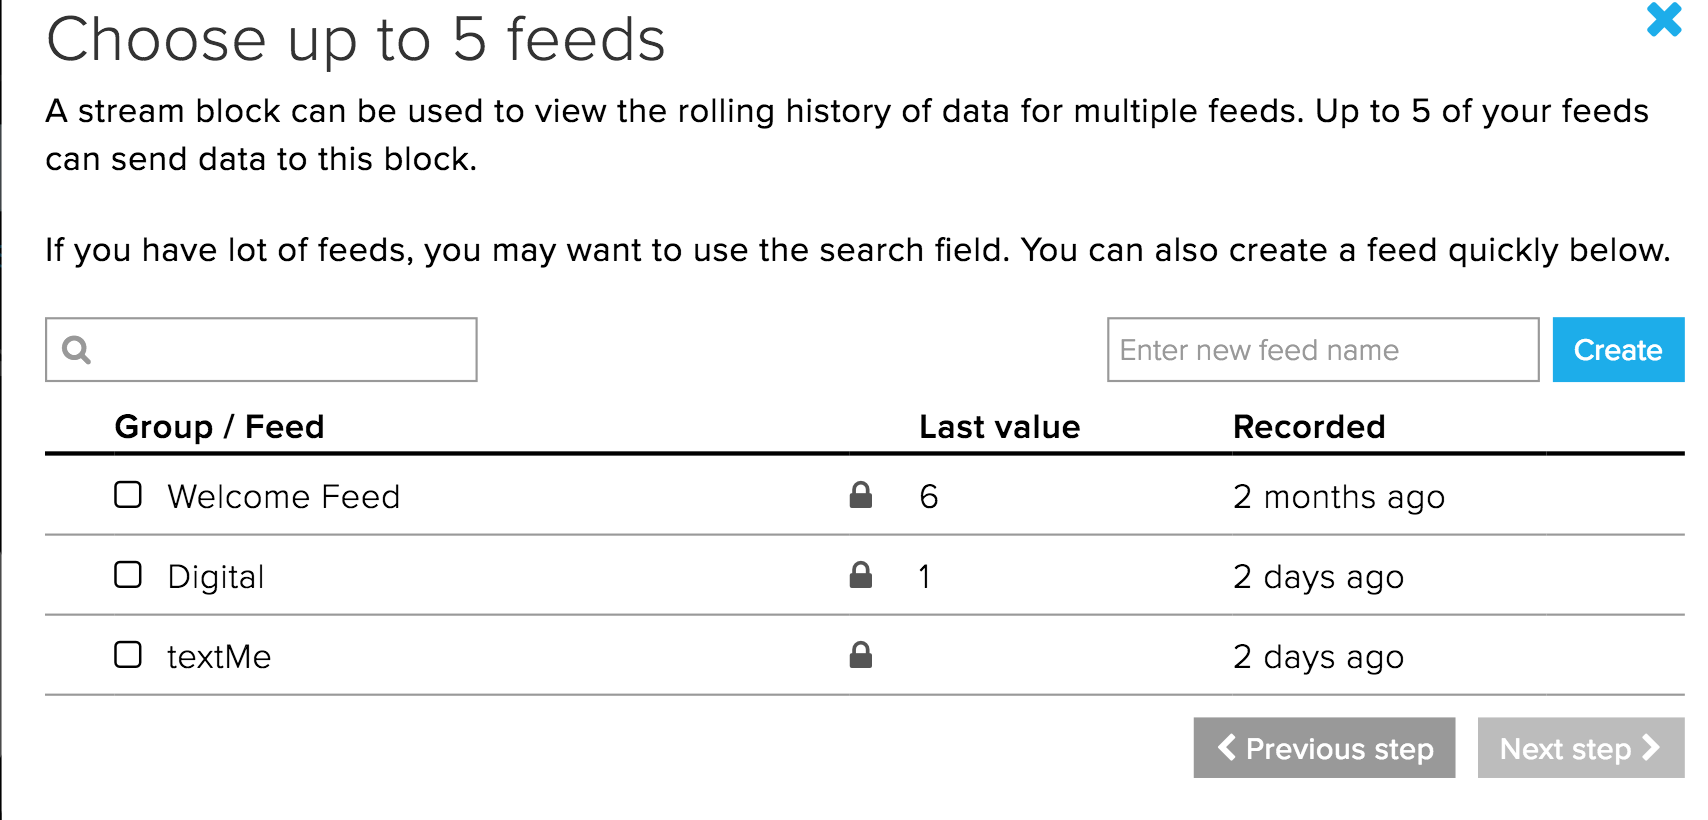 Choose up to 5 feeds
A stream block can be used to view the rolling history of data for multiple feeds. Up to 5 of your feeds
can send data to this block.
If you have lot of feeds, you may want to use the search field. You can also create a feed quickly below.
Enter new feed name Create
Group / Feed Last value Recorded
Welcome Feed 6 2 months ago
Digital 1 2 days ago
textMe 2 days ago
Previous step Next step